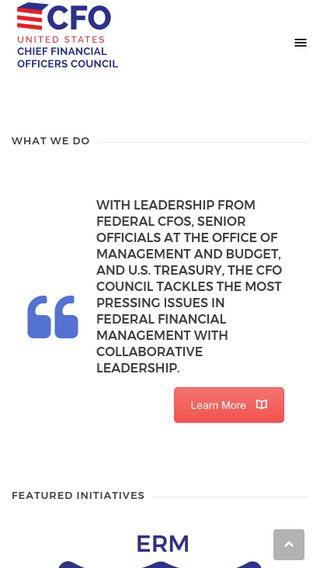 CFO
UNITED STATES
CHIEF FINANCIAL
OFFICERS COUNCIL
WHAT WE DO
WITH LEADERSHIP FROM
FEDERAL CFOS, SENIOR
OFFICIALS AT THE OFFICE OF
MANAGEMENT AND BUDGET,
AND U.S. TREASURY, THE CFO
COUNCIL TACKLES THE MOST
PRESSING ISSUES IN
FEDERAL FINANCIAL
MANAGEMENT WITH
COLLABORATIVE
LEADERSHIP.
Learn More
FEATURED INITIATIVES
ERM